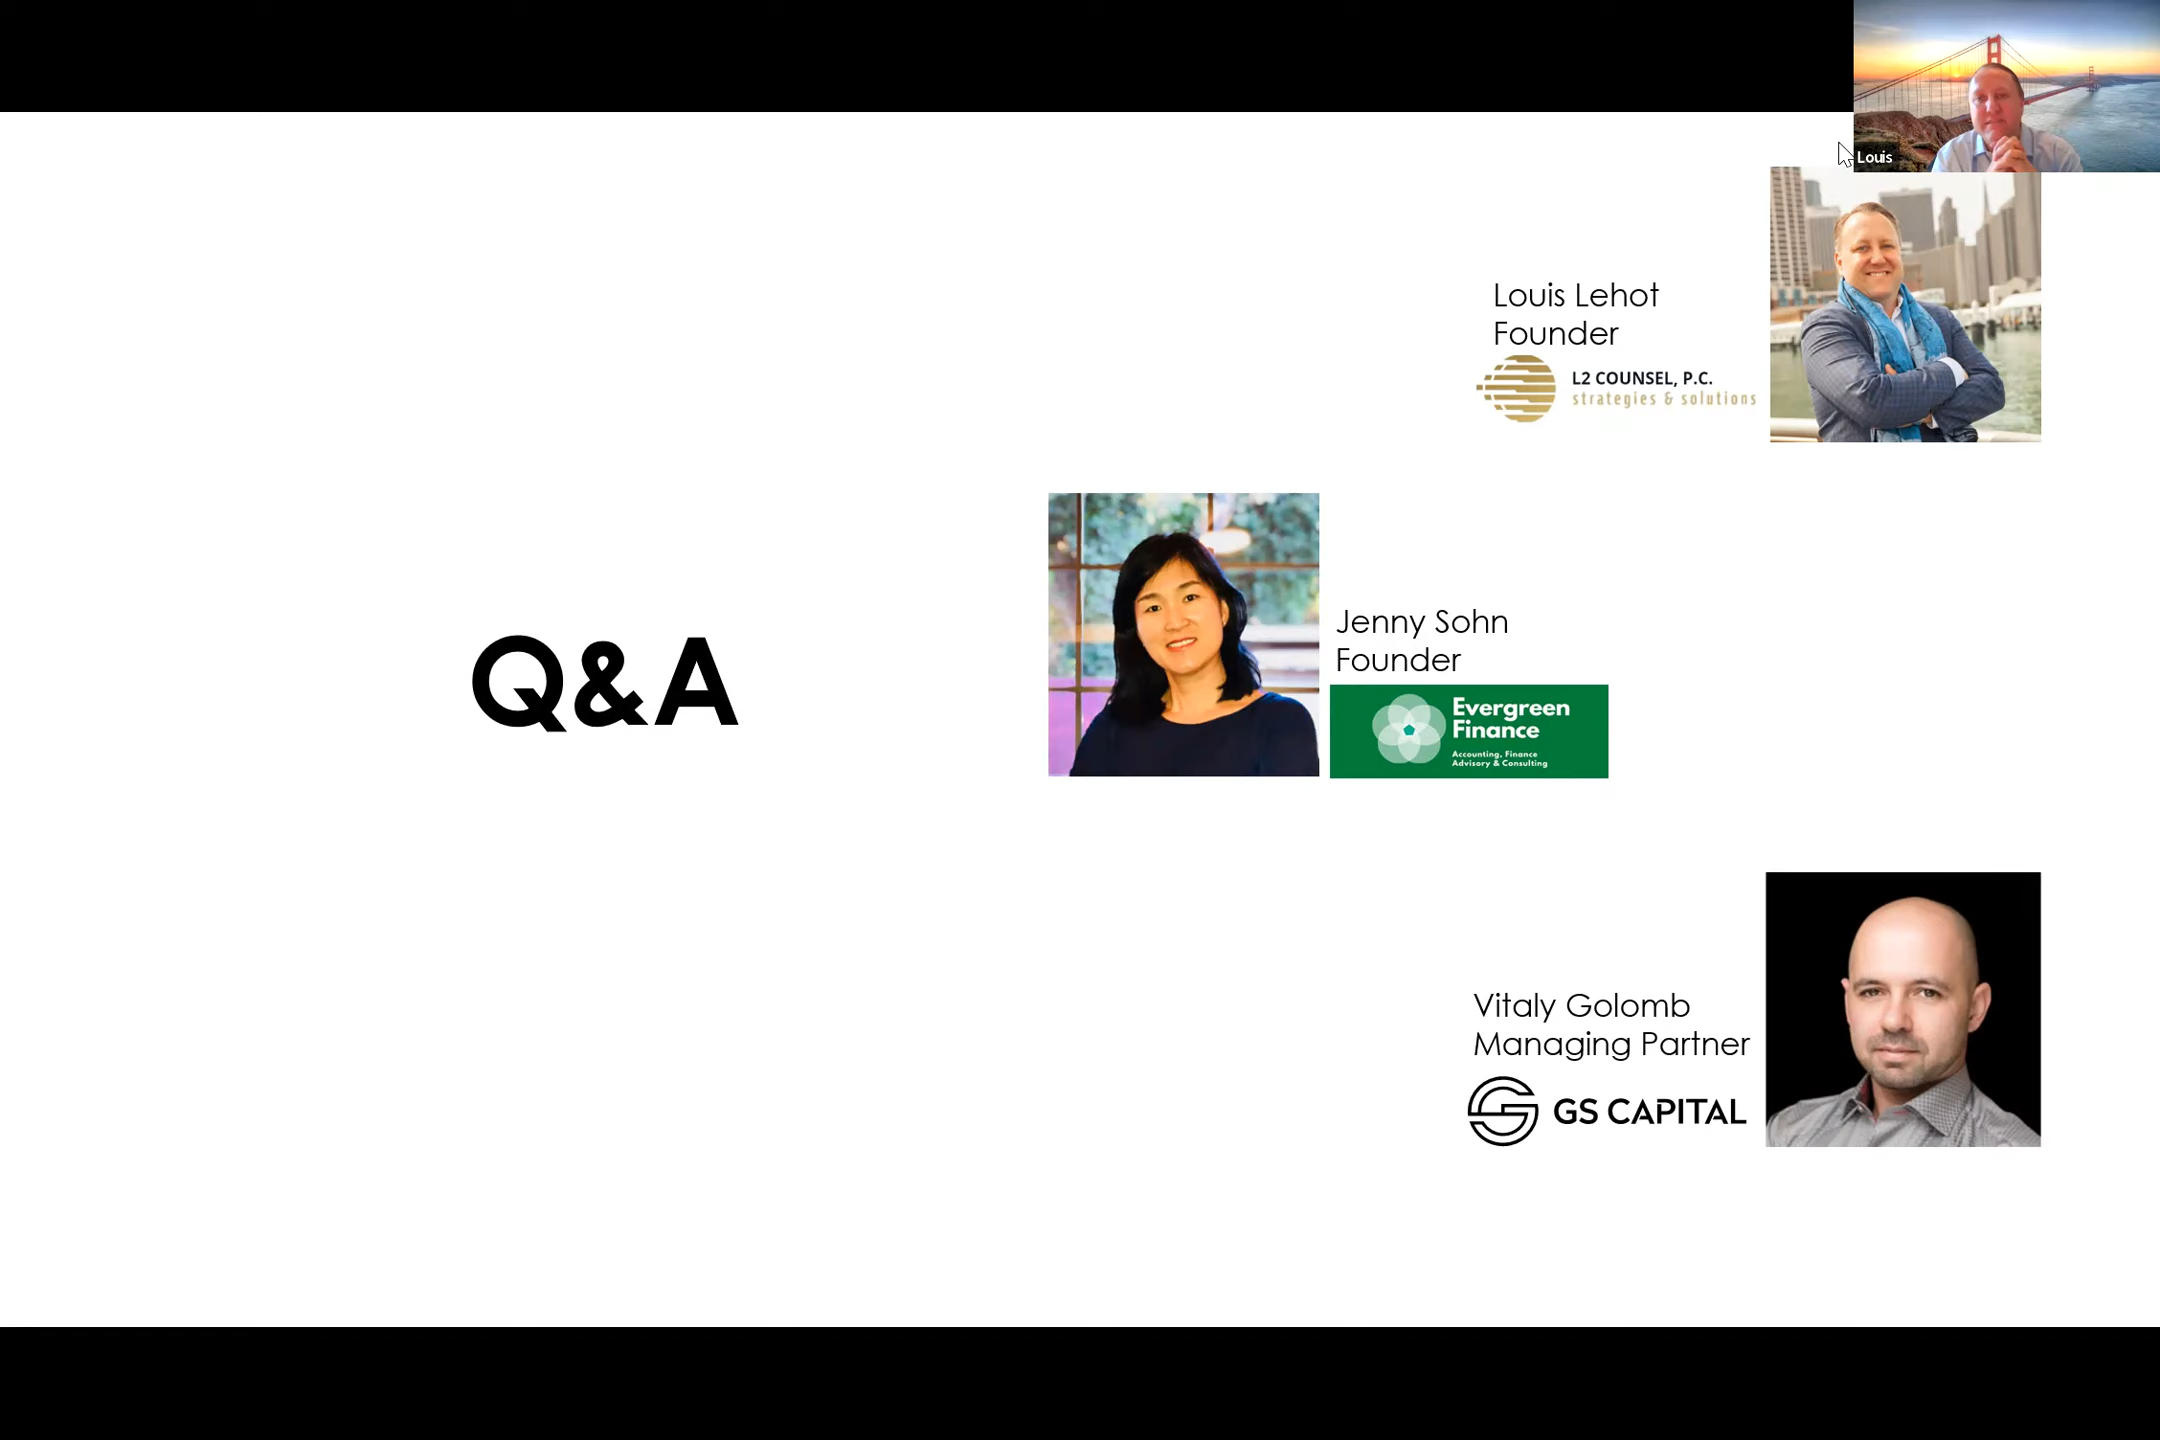 Louis
Louis Lehot
Founder
L2 COUNSEL, P.C.
strategies & solutions
Q&A
Jenny Sohn
Founder
Evergreen
Finance
Accounting, Finance
Advisory & Consulting
Vitaly Golomb
Managing Partner
GS CAPITAL